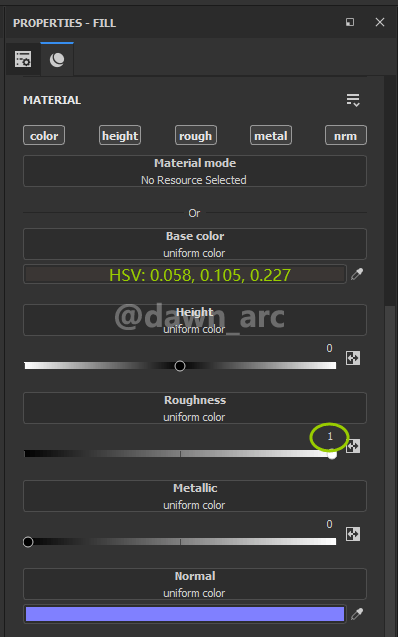 PROPERTIES - FILL
MATERIAL
color height rough metal nrm
Material mode
No Resource Selected
Or
Base color
uniform color
HSV: 0.058, 0.105, 0.227
@dawn_arc
Height
uniform color
0
Roughness
uniform color
1
Metallic
uniform color
0
Normal
uniform color